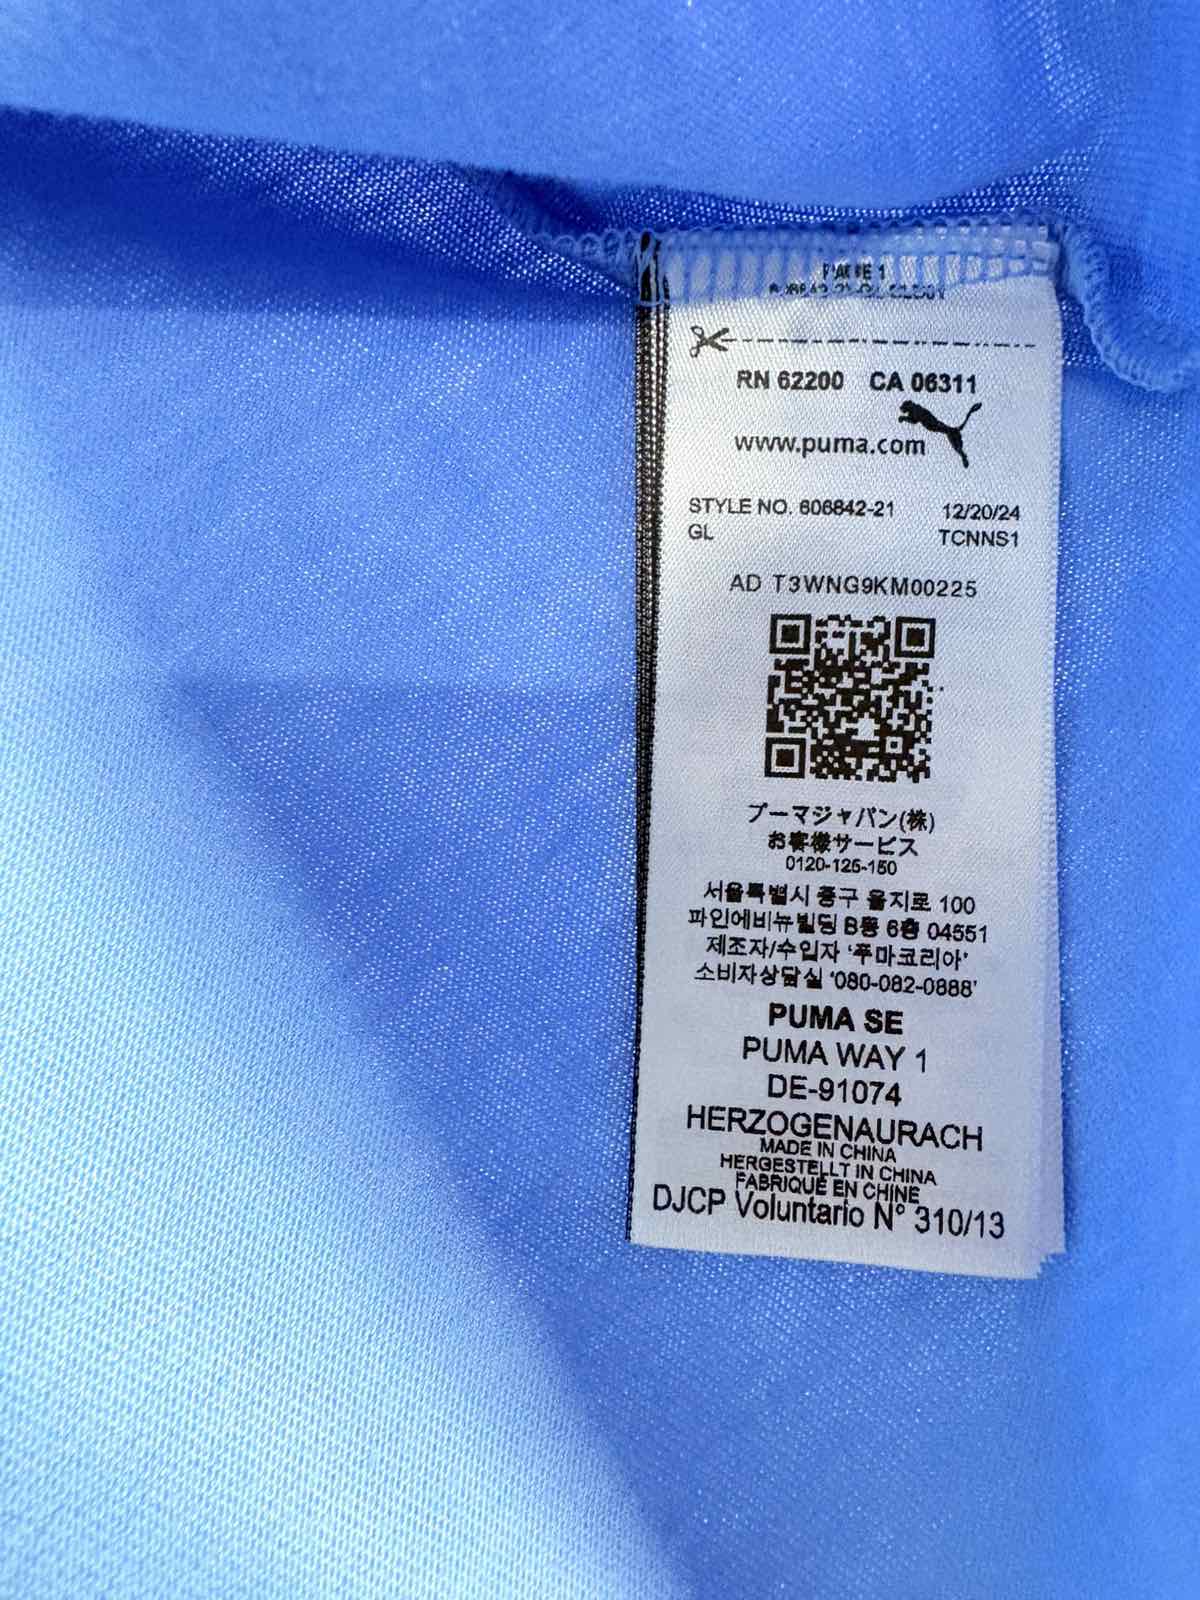 PAGE 1
RN 62200 CA 06311
www.puma.com
STYLE NO. 606842-21 12/20/24
GL TCNNS1
AD T3WNG9KM00225
プーマジャパン(株)
お客様サービス
0120-125-150
서울특별시 중구 을지로 100
파인에비뉴빌딩 B동 6층 04551
제조자/수입자 ‘푸마코리아’
소비자상담실 ‘080-082-0888’
PUMA SE
PUMA WAY 1
DE-91074
HERZOGENAURACH
MADE IN CHINA
HERGESTELLT IN CHINA
FABRIQUÉ EN CHINE
DJCP Voluntario N° 310/13